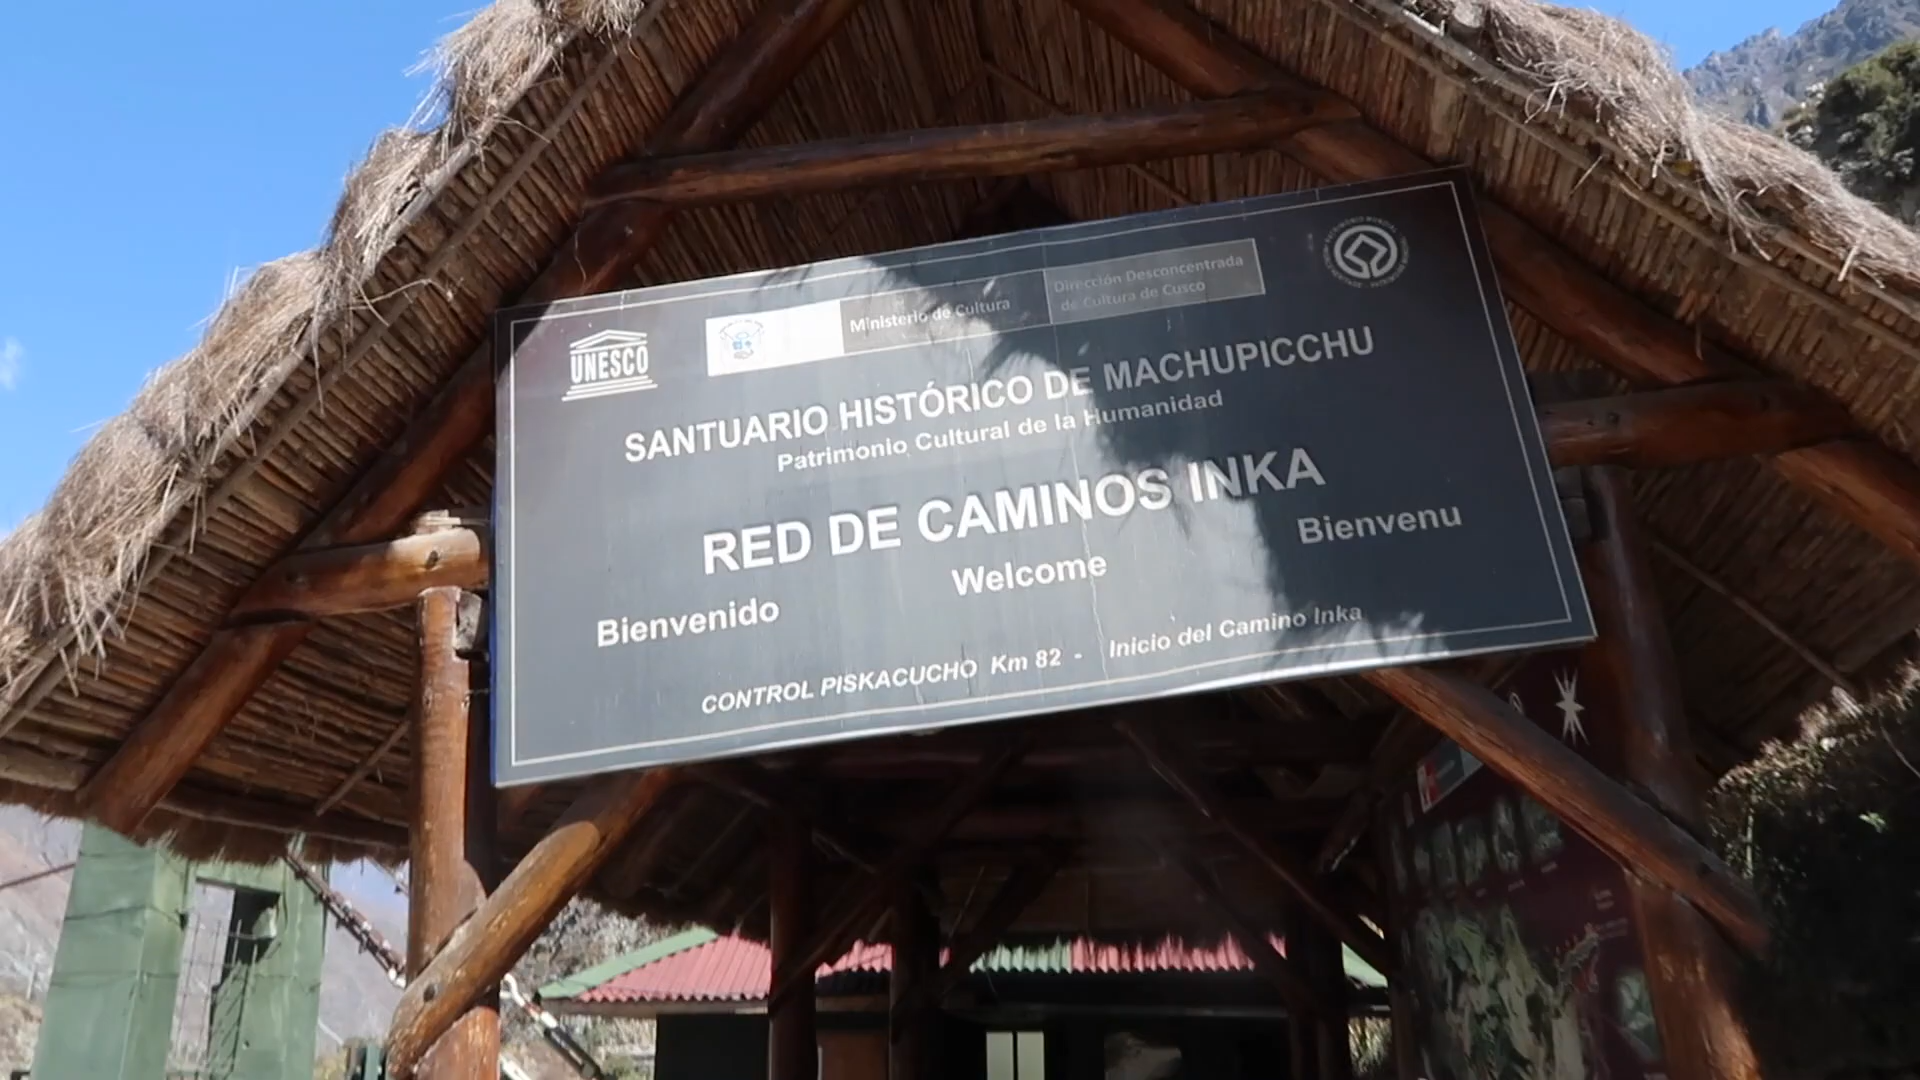 UNESCO
Ministerio de Cultura
Dirección Desconcentrada
de Cultura de Cusco
SANTUARIO HISTÓRICO DE MACHUPICCHU
Patrimonio Cultural de la Humanidad
RED DE CAMINOS INKA
Bienvenido
Welcome
Bienvenu
CONTROL PISKACUCHO Km 82 - Inicio del Camino Inka